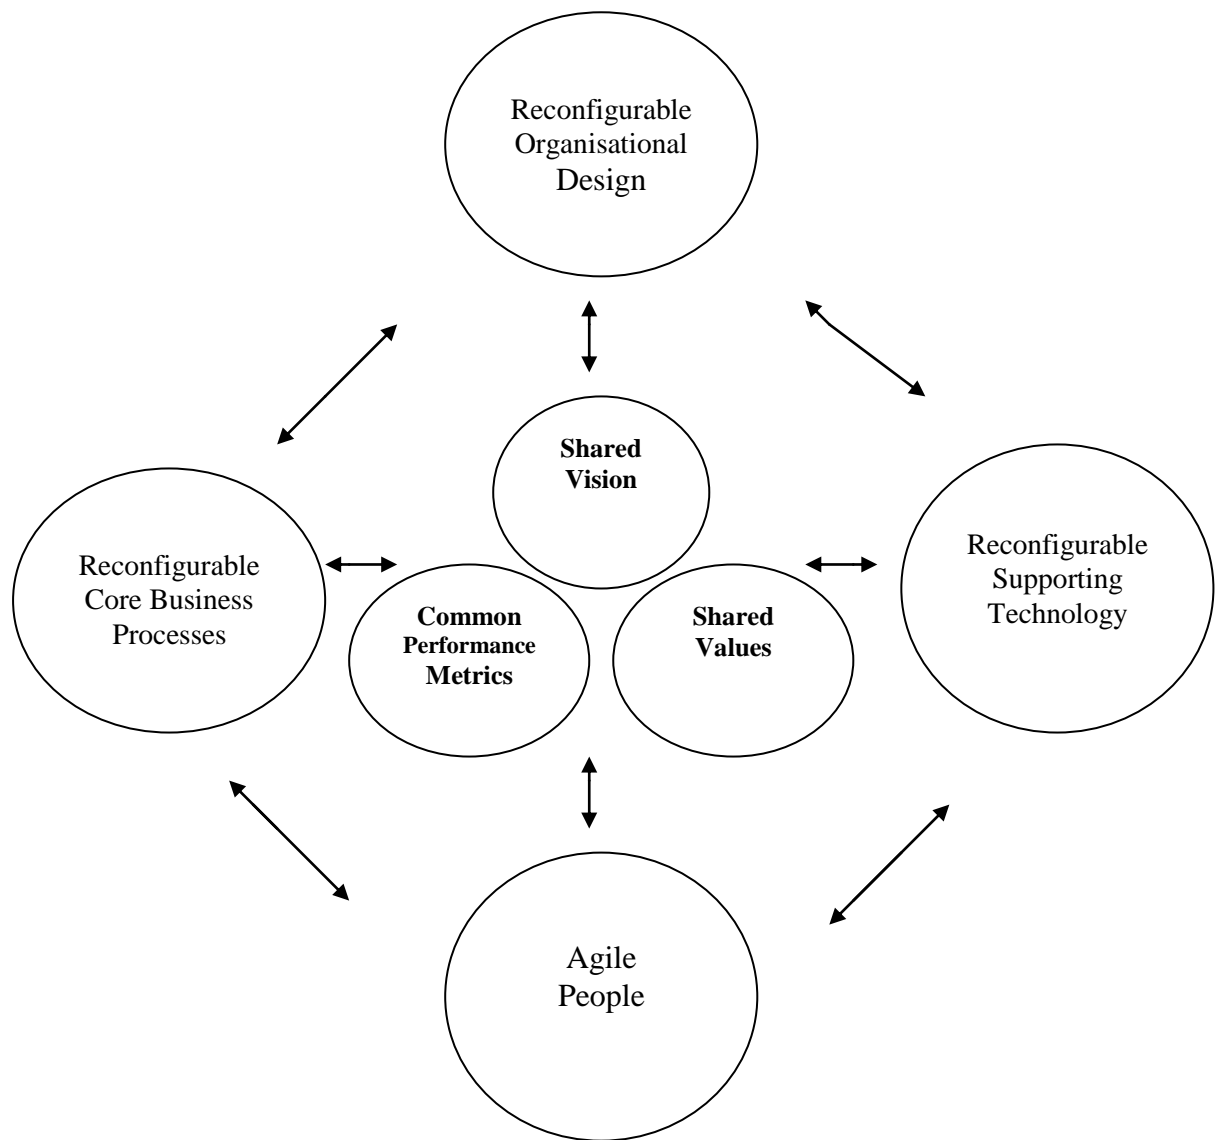 Reconfigurable
Organisational
Design
Shared
Vision
Reconfigurable
Core Business
Processes
Common
Performance
Metrics
Shared
Values
Reconfigurable
Supporting
Technology
Agile
People